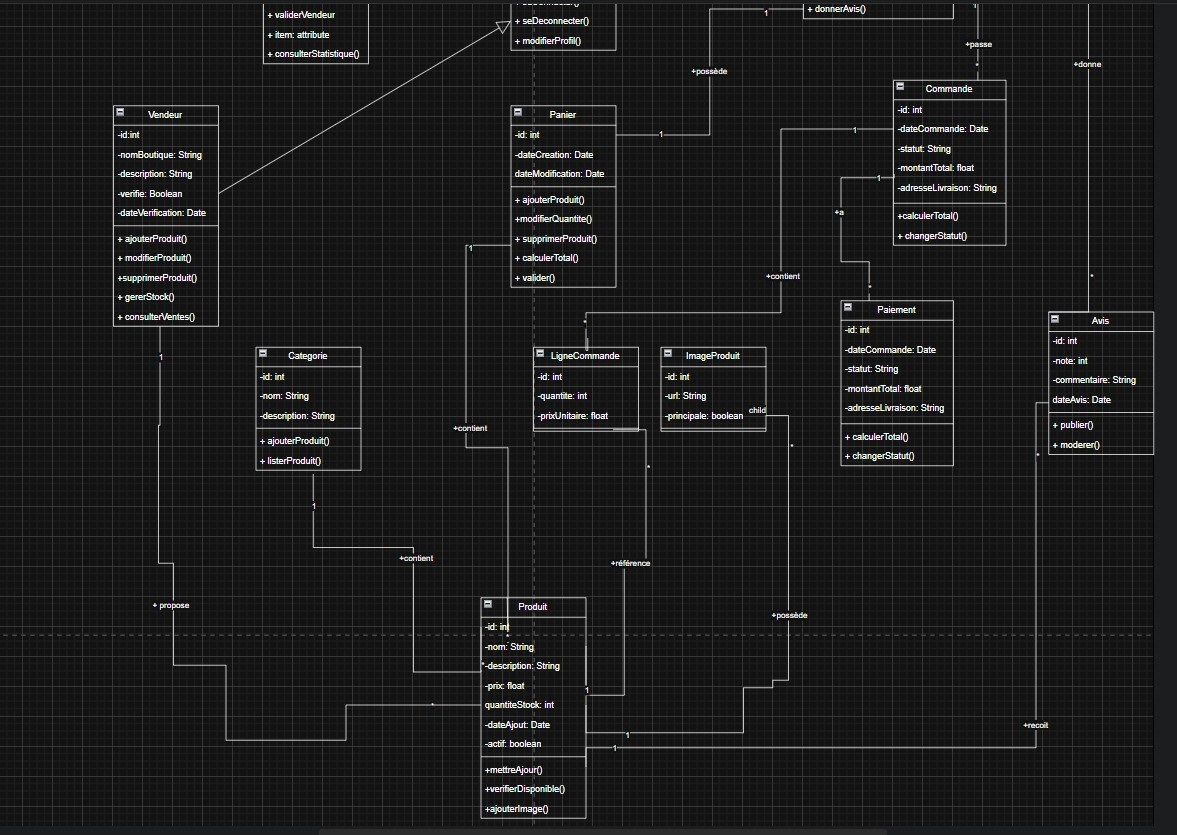 + validerVendeur
+ item: attribute
+ consulterStatistique()
+ seDeconnecter()
+ modifierProfil()
1
+ donnerAvis()
1
+passe
*
+possède
+donne
Vendeur
-id:int
-nomBoutique: String
-description: String
-verifie: Boolean
-dateVerification: Date
+ ajouterProduit()
+ modifierProduit()
+supprimerProduit()
+ gererStock()
+ consulterVentes()
1
Panier
-id: int
-dateCreation: Date
dateModification: Date
+ ajouterProduit()
+modifierQuantite()
+ supprimerProduit()
+ calculerTotal()
+ valider()
1
1
Commande
-id: int
-dateCommande: Date
-statut: String
-montantTotal: float
-adresseLivraison: String
+calculerTotal()
+ changerStatut()
1
1
+a
*
+contient
*
*
Categorie
-id: int
-nom: String
-description: String
+ ajouterProduit()
+ listerProduit()
1
+contient
LigneCommande
-id: int
-quantite: int
-prixUnitaire: float
*
ImageProduit
-id: int
-url: String
-principale: boolean
child
*
Paiement
-id: int
-dateCommande: Date
-statut: String
-montantTotal: float
-adresseLivraison: String
+ calculerTotal()
+ changerStatut()
Avis
-id: int
-note: int
-commentaire: String
dateAvis: Date
+ publier()
+ moderer()
*
+contient
+référence
+ propose
+possède
Produit
-id: int
*
-nom: String
*
-description: String
-prix: float
quantiteStock: int
-dateAjout: Date
-actif: boolean
+mettreAjour()
+verifierDisponible()
+ajouterImage()
*
1
1
1
+recoit